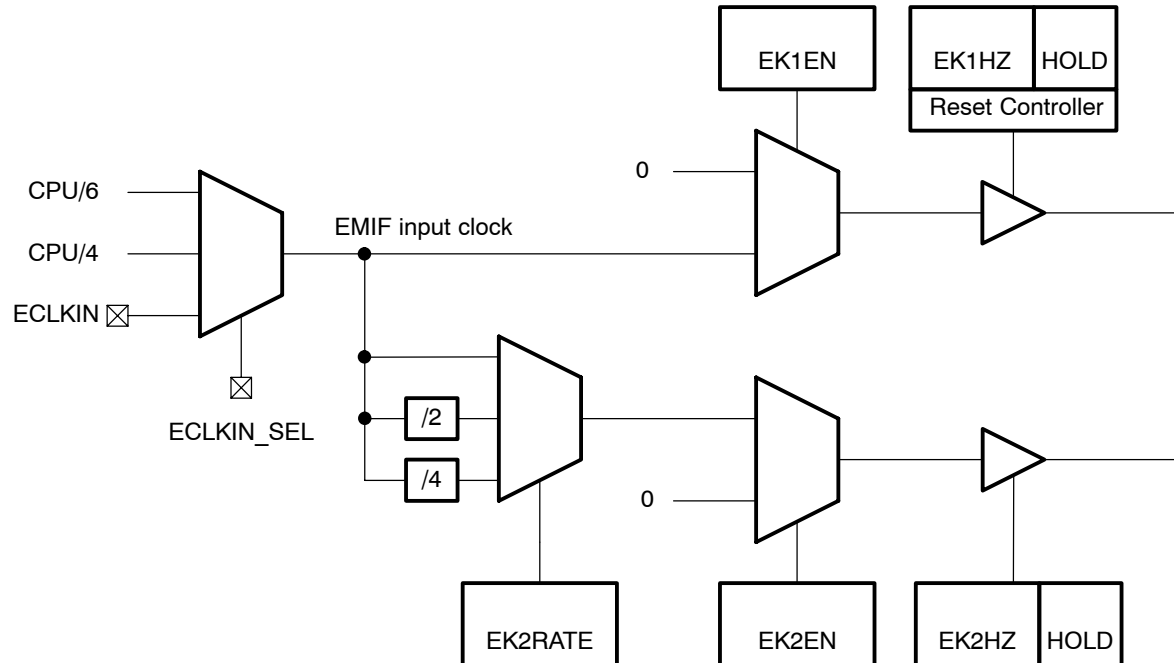 EK1EN
EK1HZ HOLD
Reset Controller
0
CPU/6
EMIF input clock
CPU/4
ECLKIN
/2
ECLKIN_SEL
/4
0
EK2RATE
EK2EN
EK2HZ HOLD